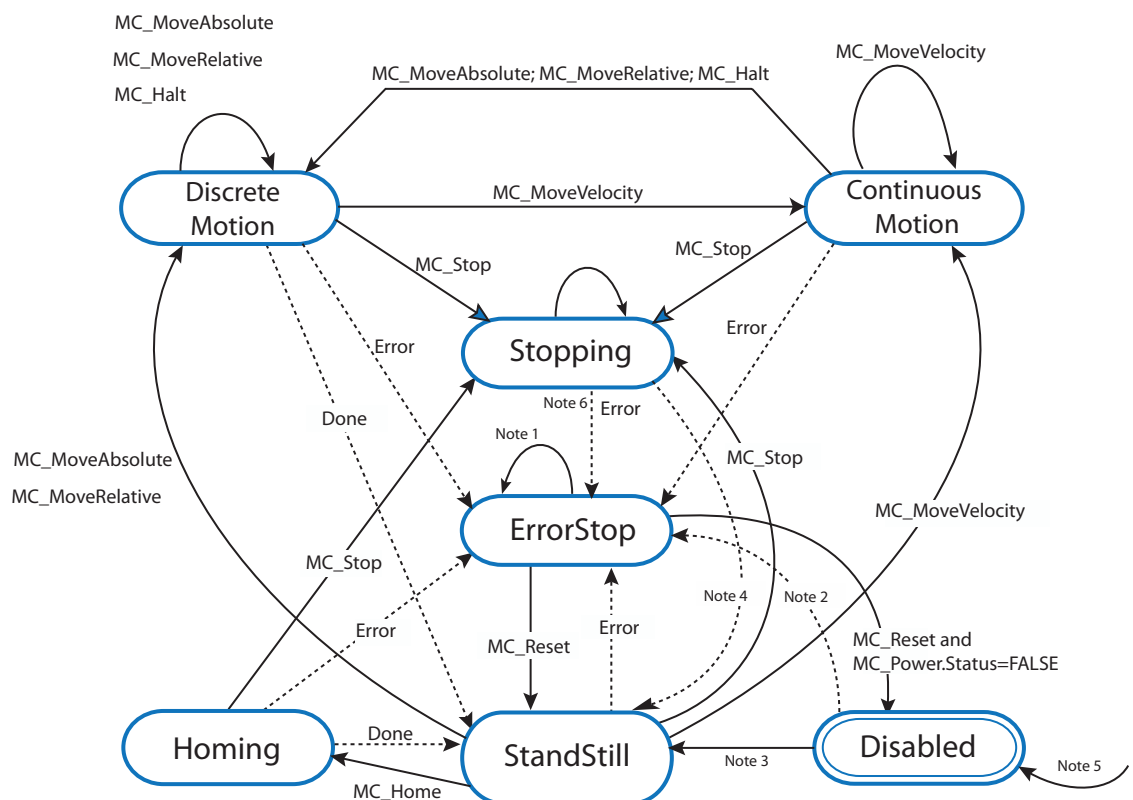 MC_MoveAbsolute
MC_MoveRelative
MC_Halt
MC_MoveAbsolute; MC_MoveRelative; MC_Halt
MC_MoveVelocity
Discrete
Motion
MC_MoveVelocity
Continuous
Motion
MC_Stop
MC_Stop
Stopping
Error
Error
Note 6
Error
Done
Note 1
MC_Stop
MC_MoveAbsolute
MC_MoveRelative
ErrorStop
MC_MoveVelocity
MC_Stop
Note 4
Note 2
Error
Error
MC_Reset
MC_Reset and
MC_Power.Status=FALSE
Homing
Done
StandStill
Note 3
Disabled
Note 5
MC_Home